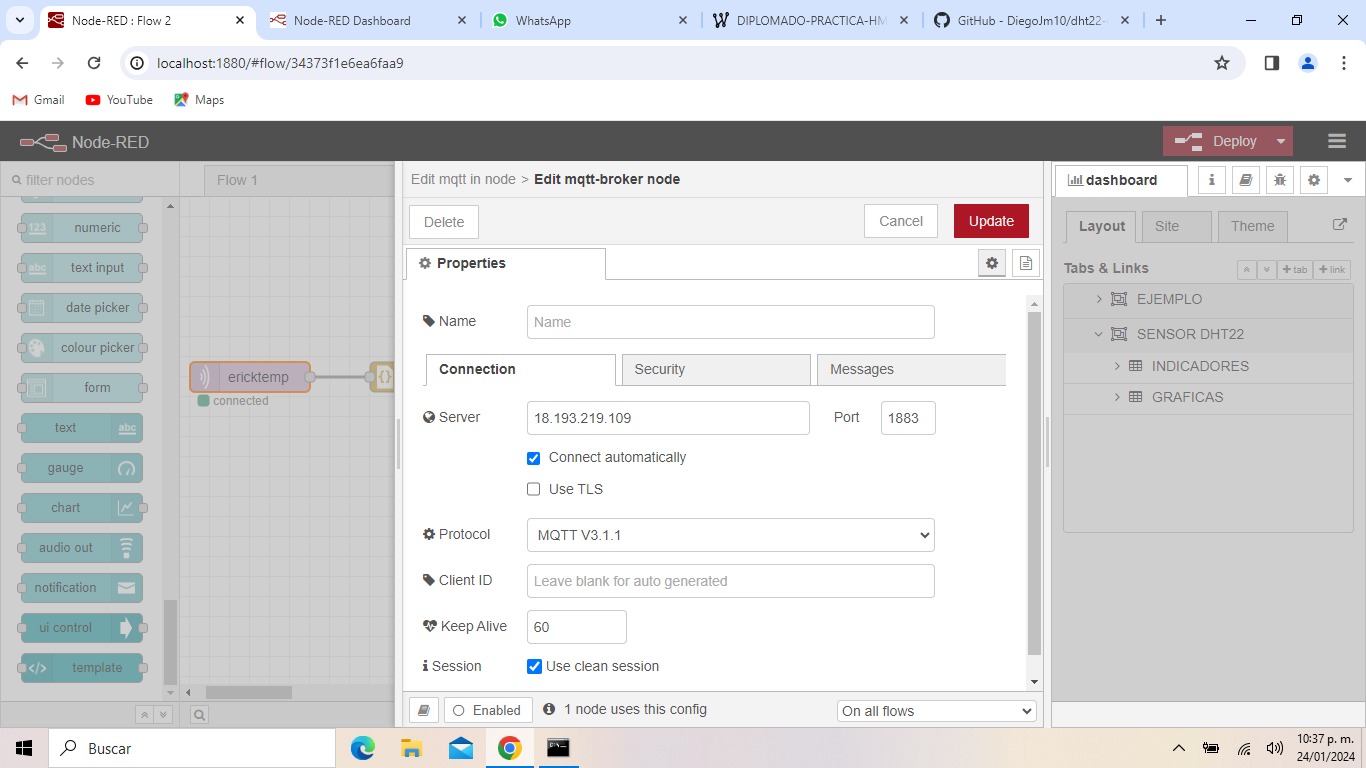 Node-RED : Flow 2
Node-RED Dashboard
WhatsApp
DIPLOMADO-PRACTICA-HM
GitHub - DiegoJm10/dht22-
localhost:1880/#flow/34373f1e6ea6faa9
Gmail
YouTube
Maps
Node-RED
Deploy
filter nodes
Flow 1
Edit mqtt in node > Edit mqtt-broker node
dashboard
Delete
Cancel
Update
Properties
Layout
Site
Theme
Tabs & Links
+ tab
+ link
EJEMPLO
SENSOR DHT22
INDICADORES
GRAFICAS
123 numeric
abc text input
date picker
colour picker
form
text abc
gauge
chart
audio out
notification
ui control
template
ericktemp
connected
Name
Name
Connection
Security
Messages
Server
18.193.219.109
Port
1883
Connect automatically
Use TLS
Protocol
MQTT V3.1.1
Client ID
Leave blank for auto generated
Keep Alive
60
Session
Use clean session
Enabled
1 node uses this config
On all flows
Buscar
10:37 p. m.
24/01/2024